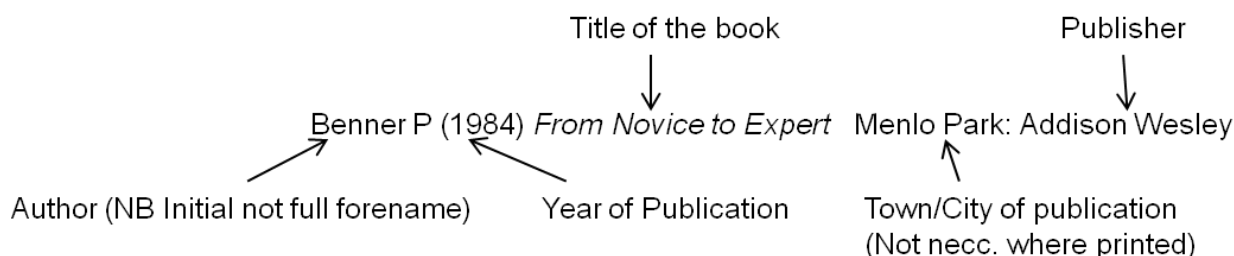 Title of the book Publisher
Benner P (1984) From Novice to Expert Menlo Park: Addison Wesley
Author (NB Initial not full forename) Year of Publication Town/City of publication
(Not necc. where printed)